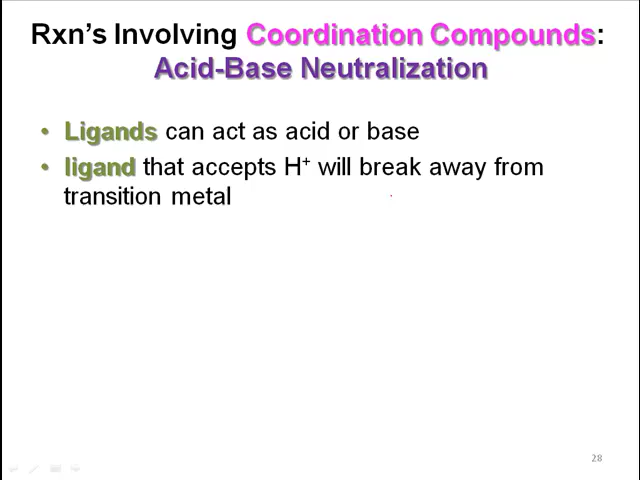 Rxn's Involving Coordination Compounds:
Acid-Base Neutralization
• Ligands can act as acid or base
• ligand that accepts H⁺ will break away from
transition metal
28